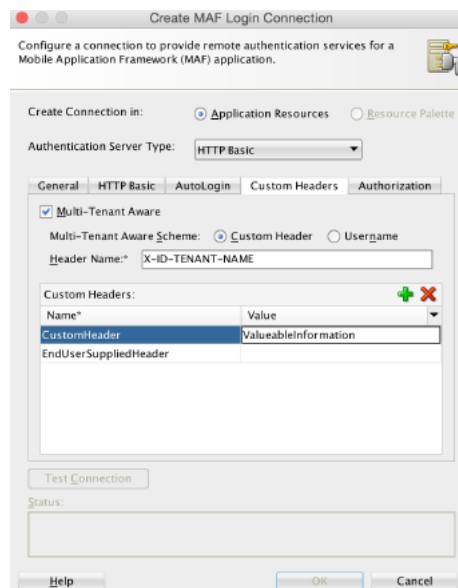 Create MAF Login Connection
Configure a connection to provide remote authentication services for a
Mobile Application Framework (MAF) application.
Create Connection in: Application Resources Resource Palette
Authentication Server Type: HTTP Basic
General HTTP Basic AutoLogin Custom Headers Authorization
Multi-Tenant Aware
Multi-Tenant Aware Scheme: Custom Header Username
Header Name:* X-ID-TENANT-NAME
Custom Headers:
Name* Value
CustomHeader ValueableInformation
EndUserSuppliedHeader
Test Connection
Status:
Help OK Cancel